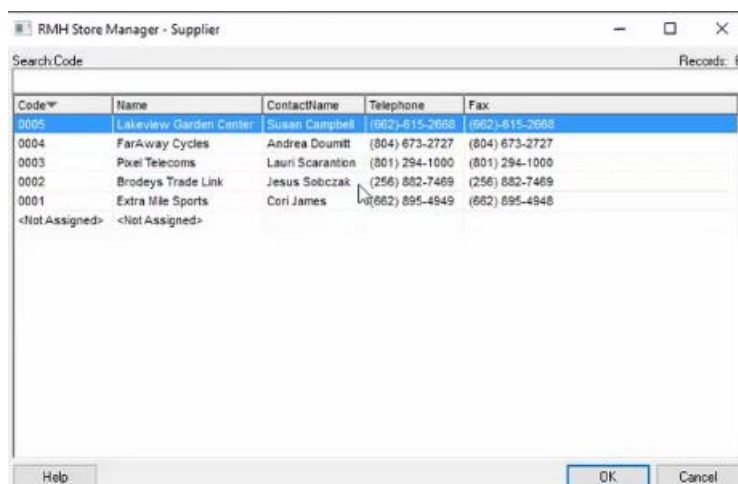 RMH Store Manager - Supplier
Search:Code Records: 6
Code Name ContactName Telephone Fax
0005 Lakeview Garden Center Susan Campbell (662)-615-2668 (662)-615-2668
0004 FarAway Cycles Andrea Doumitt (804) 673-2727 (804) 673-2727
0003 Pixel Telecoms Lauri Scarantion (801) 294-1000 (801) 294-1000
0002 Brodeys Trade Link Jesus Sobczak (256) 882-7469 (256) 882-7469
0001 Extra Mile Sports Cori James (662) 895-4949 (662) 895-4948
<Not Assigned> <Not Assigned>
Help OK Cancel